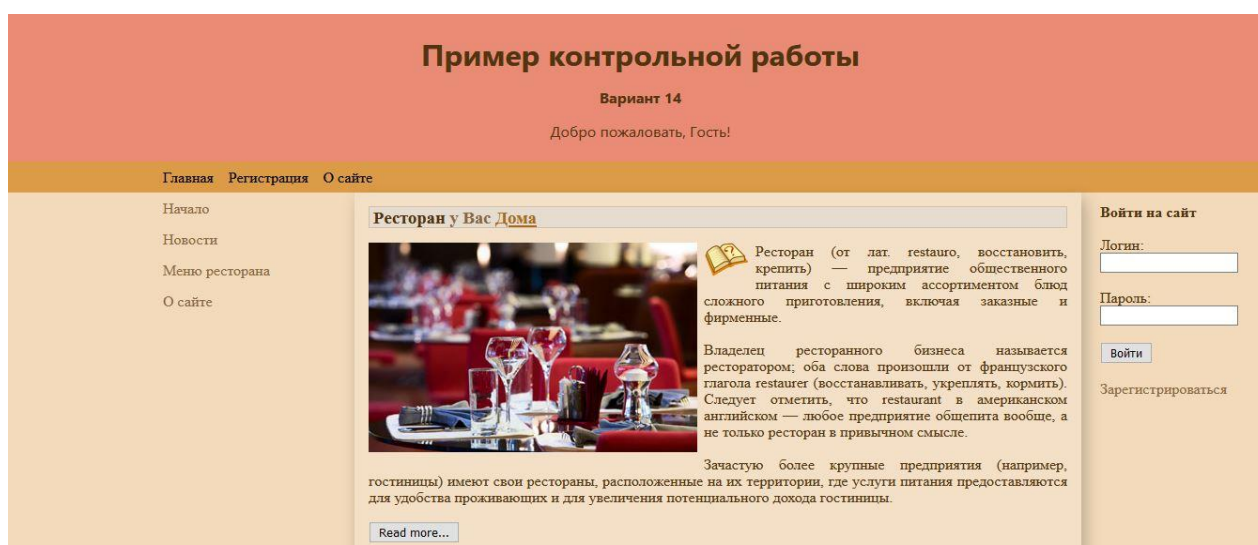 Пример контрольной работы
Вариант 14
Добро пожаловать, Гость!
Главная Регистрация О сайте
Начало
Новости
Меню ресторана
О сайте
Ресторан у Вас Дома
Ресторан (от лат. restauro, восстановить,
крепить) — предприятие общественного
питания с широким ассортиментом блюд
сложного приготовления, включая заказные и
фирменные.
Владелец ресторанного бизнеса называется
ресторатором; оба слова произошли от французского
глагола restaurer (восстанавливать, укреплять, кормить).
Следует отметить, что restaurant в американском
английском — любое предприятие общепита вообще, а
не только ресторан в привычном смысле.
Зачастую более крупные предприятия (например,
гостиницы) имеют свои рестораны, расположенные на их территории, где услуги питания предоставляются
для удобства проживающих и для увеличения потенциального дохода гостиницы.
Read more...
Войти на сайт
Логин:
Пароль:
Войти
Зарегистрироваться